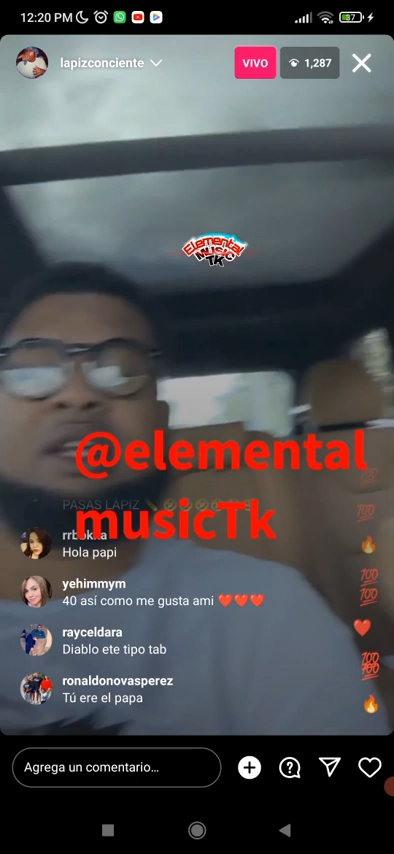 12:20 PM
87
lapizconciente
VIVO
1,287
Elemental
MUSIC
TK
@elemental
musicTk
PASAS LAPIZ
Hola papi
yehimmym
40 así como me gusta ami ❤️❤️❤️
rayceldara
Diablo ete tipo tab
ronaldonovasperez
Tú ere el papa
Agrega un comentario...